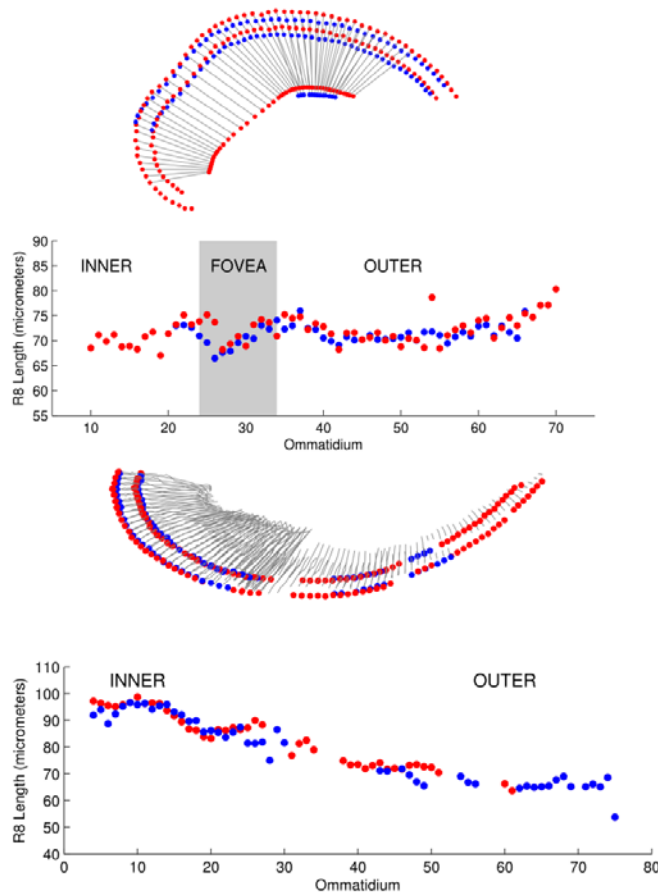 90
85
80
75
70
65
60
55
R8 Length (micrometers)
INNER FOVEA OUTER
10 20 30 40 50 60 70
Ommatidium
110
100
90
80
70
60
50
40
R8 Length (micrometers)
INNER OUTER
0 10 20 30 40 50 60 70 80
Ommatidium